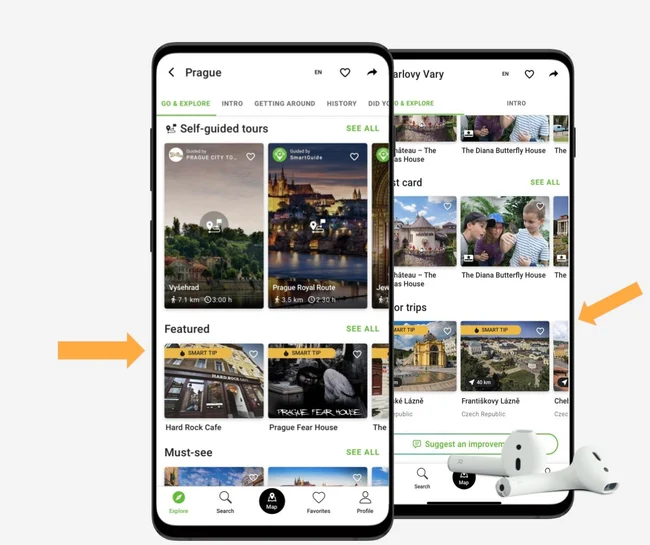 Prague
EN
GO & EXPLORE INTRO GETTING AROUND HISTORY DID YO
Self-guided tours SEE ALL
Guided by
PRAGUE CITY TO...
Guided by
SmartGuide
Vyšehrad
7.1 km 3:00 h
Prague Royal Route
3.5 km 2:30 h
Jew
Featured SEE ALL
SMART TIP
SMART TIP
HARD ROCK CAFE
PRAGUE FEAR HOUSE
Hard Rock Cafe
Prague Fear House
The
Must-see SEE ALL
Explore
Search
Map
Favorites
Profile
arlovy Vary
EN
O & EXPLORE INTRO
hâteau – The
as House
The Diana Butterfly House
The
st card SEE ALL
hâteau – The
as House
The Diana Butterfly House
The
or trips
SMART TIP
SMART TIP
km
40 km
ské Lázně
epublic
Františkovy Lázně
Czech Republic
Chel
Czec
Suggest an improvem
Search
Map